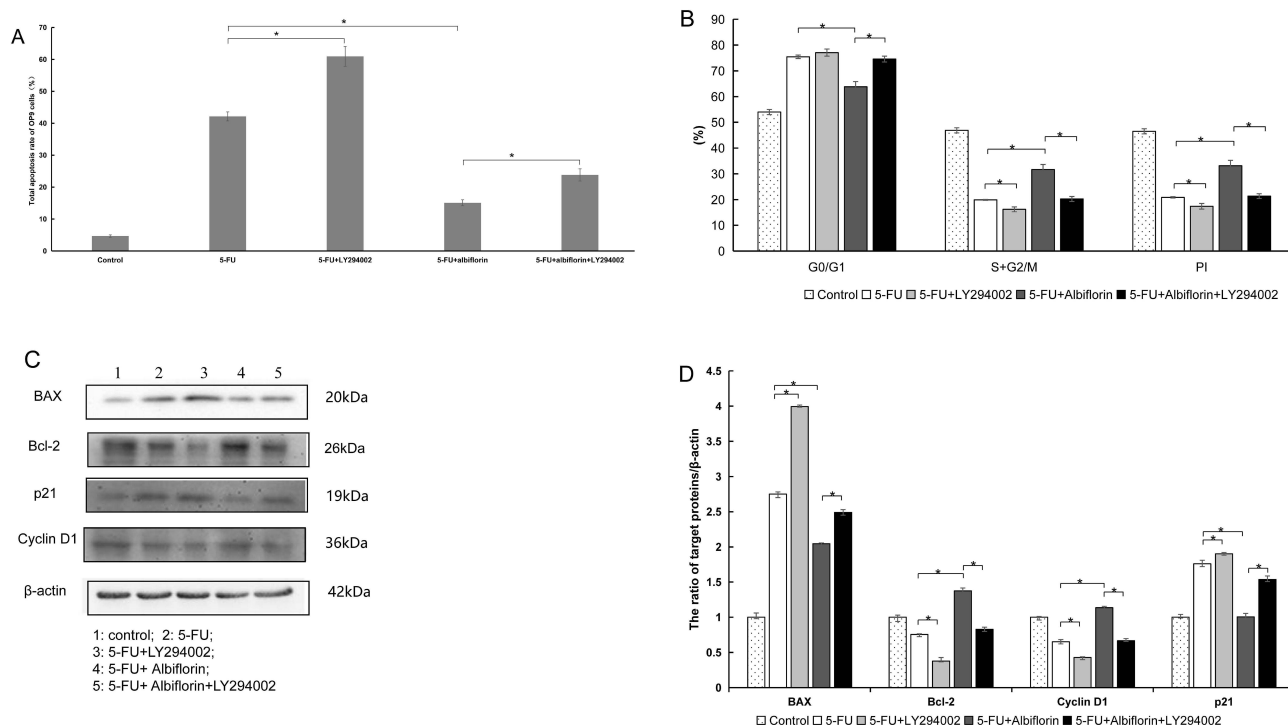 A
Total apoptosis rate of OP9 cells（%）
70
60
50
40
30
20
10
0
*
*
*
Control 5-FU 5-FU+LY294002 5-FU+albiflorin 5-FU+albiflorin+LY294002
B
(%)
90
80
70
60
50
40
30
20
10
0
* *
* * *
* * *
G0/G1 S+G2/M PI
Control 5-FU 5-FU+LY294002 5-FU+Albiflorin 5-FU+Albiflorin+LY294002
C
1 2 3 4 5
BAX 20kDa
Bcl-2 26kDa
p21 19kDa
Cyclin D1 36kDa
β-actin 42kDa
1: control; 2: 5-FU;
3: 5-FU+LY294002;
4: 5-FU+ Albiflorin;
5: 5-FU+ Albiflorin+LY294002
D
The ratio of target proteins/β-actin
4.5
4
3.5
3
2.5
2
1.5
1
0.5
0
* * *
* * *
* * *
* * *
BAX Bcl-2 Cyclin D1 p21
Control 5-FU 5-FU+LY294002 5-FU+Albiflorin 5-FU+Albiflorin+LY294002